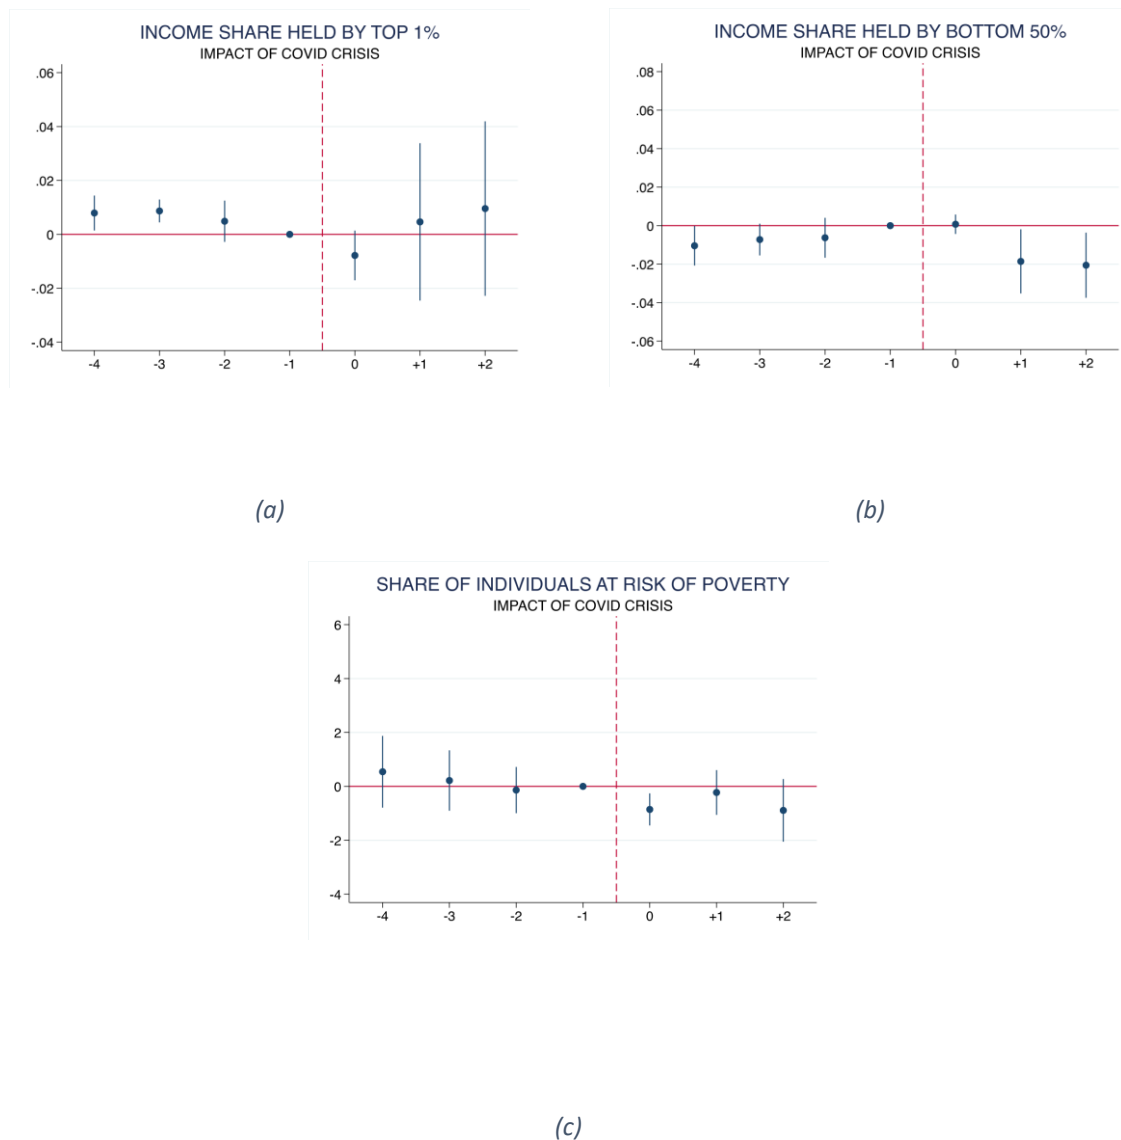 INCOME SHARE HELD BY TOP 1%
IMPACT OF COVID CRISIS
.06
.04
.02
0
-.02
-.04
-4 -3 -2 -1 0 +1 +2
(a)
INCOME SHARE HELD BY BOTTOM 50%
IMPACT OF COVID CRISIS
.08
.06
.04
.02
0
-.02
-.04
-.06
-4 -3 -2 -1 0 +1 +2
(b)
SHARE OF INDIVIDUALS AT RISK OF POVERTY
IMPACT OF COVID CRISIS
6
4
2
0
-2
-4
-4 -3 -2 -1 0 +1 +2
(c)